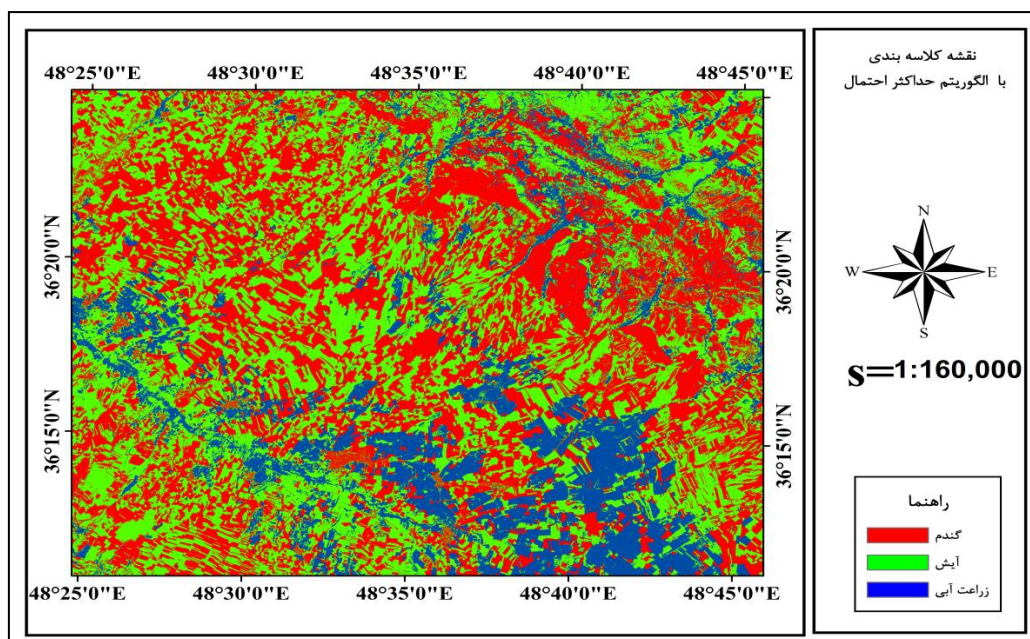 48°25'0"E 48°30'0"E 48°35'0"E 48°40'0"E 48°45'0"E
36°20'0"N 36°20'0"N
36°15'0"N 36°15'0"N
48°25'0"E 48°30'0"E 48°35'0"E 48°40'0"E 48°45'0"E
نقشه کلاسه بندی
با الگوریتم حداکثر احتمال
N
W E
S
s=1:160,000
راهنما
گندم
آیش
زراعت آبی